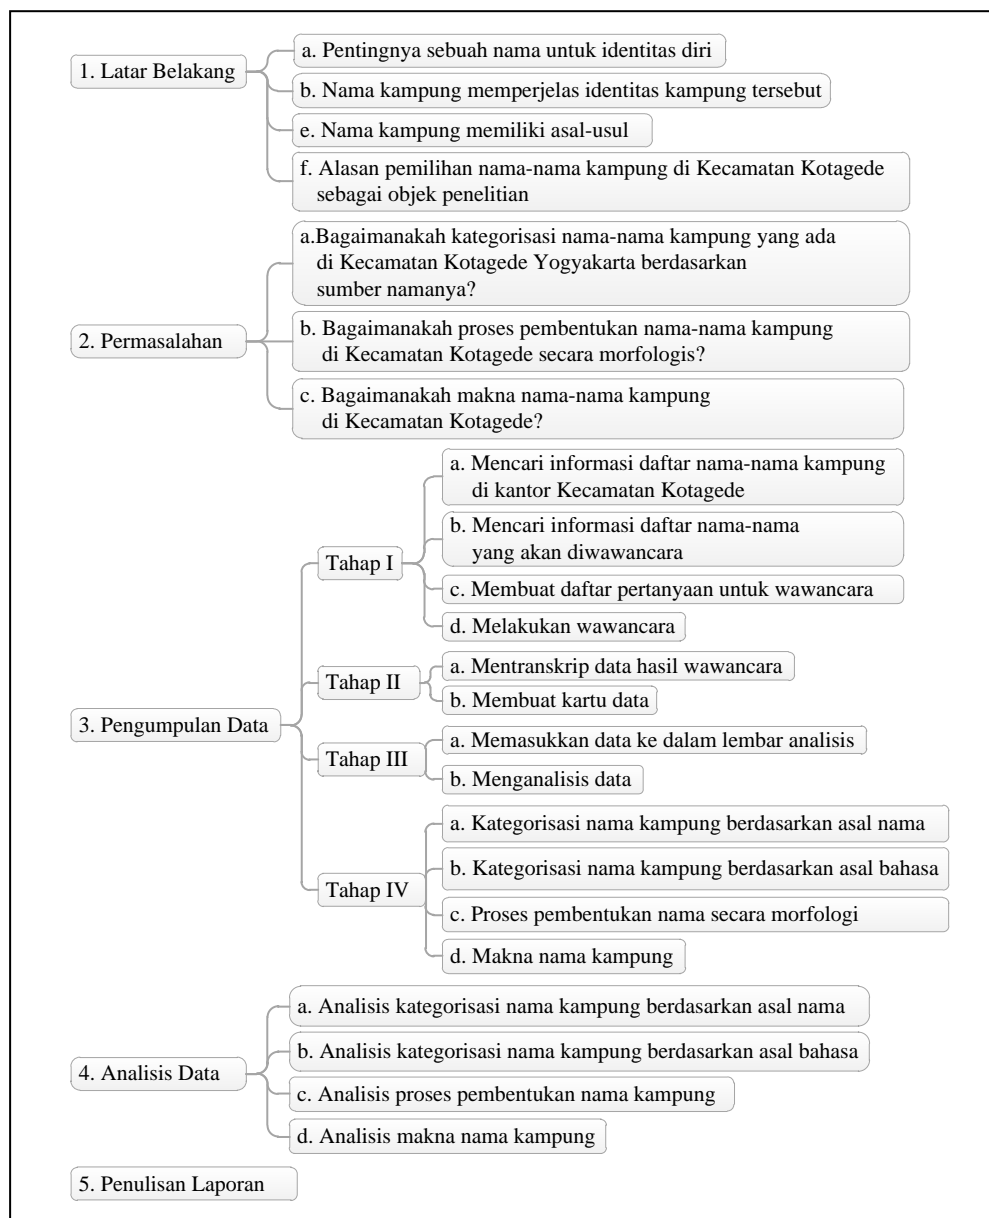 1. Latar Belakang
a. Pentingnya sebuah nama untuk identitas diri
b. Nama kampung memperjelas identitas kampung tersebut
e. Nama kampung memiliki asal-usul
f. Alasan pemilihan nama-nama kampung di Kecamatan Kotagede
sebagai objek penelitian
2. Permasalahan
a.Bagaimanakah kategorisasi nama-nama kampung yang ada
di Kecamatan Kotagede Yogyakarta berdasarkan
sumber namanya?
b. Bagaimanakah proses pembentukan nama-nama kampung
di Kecamatan Kotagede secara morfologis?
c. Bagaimanakah makna nama-nama kampung
di Kecamatan Kotagede?
3. Pengumpulan Data
Tahap I
a. Mencari informasi daftar nama-nama kampung
di kantor Kecamatan Kotagede
b. Mencari informasi daftar nama-nama
yang akan diwawancara
c. Membuat daftar pertanyaan untuk wawancara
d. Melakukan wawancara
Tahap II
a. Mentranskrip data hasil wawancara
b. Membuat kartu data
Tahap III
a. Memasukkan data ke dalam lembar analisis
b. Menganalisis data
Tahap IV
a. Kategorisasi nama kampung berdasarkan asal nama
b. Kategorisasi nama kampung berdasarkan asal bahasa
c. Proses pembentukan nama secara morfologi
d. Makna nama kampung
4. Analisis Data
a. Analisis kategorisasi nama kampung berdasarkan asal nama
b. Analisis kategorisasi nama kampung berdasarkan asal bahasa
c. Analisis proses pembentukan nama kampung
d. Analisis makna nama kampung
5. Penulisan Laporan